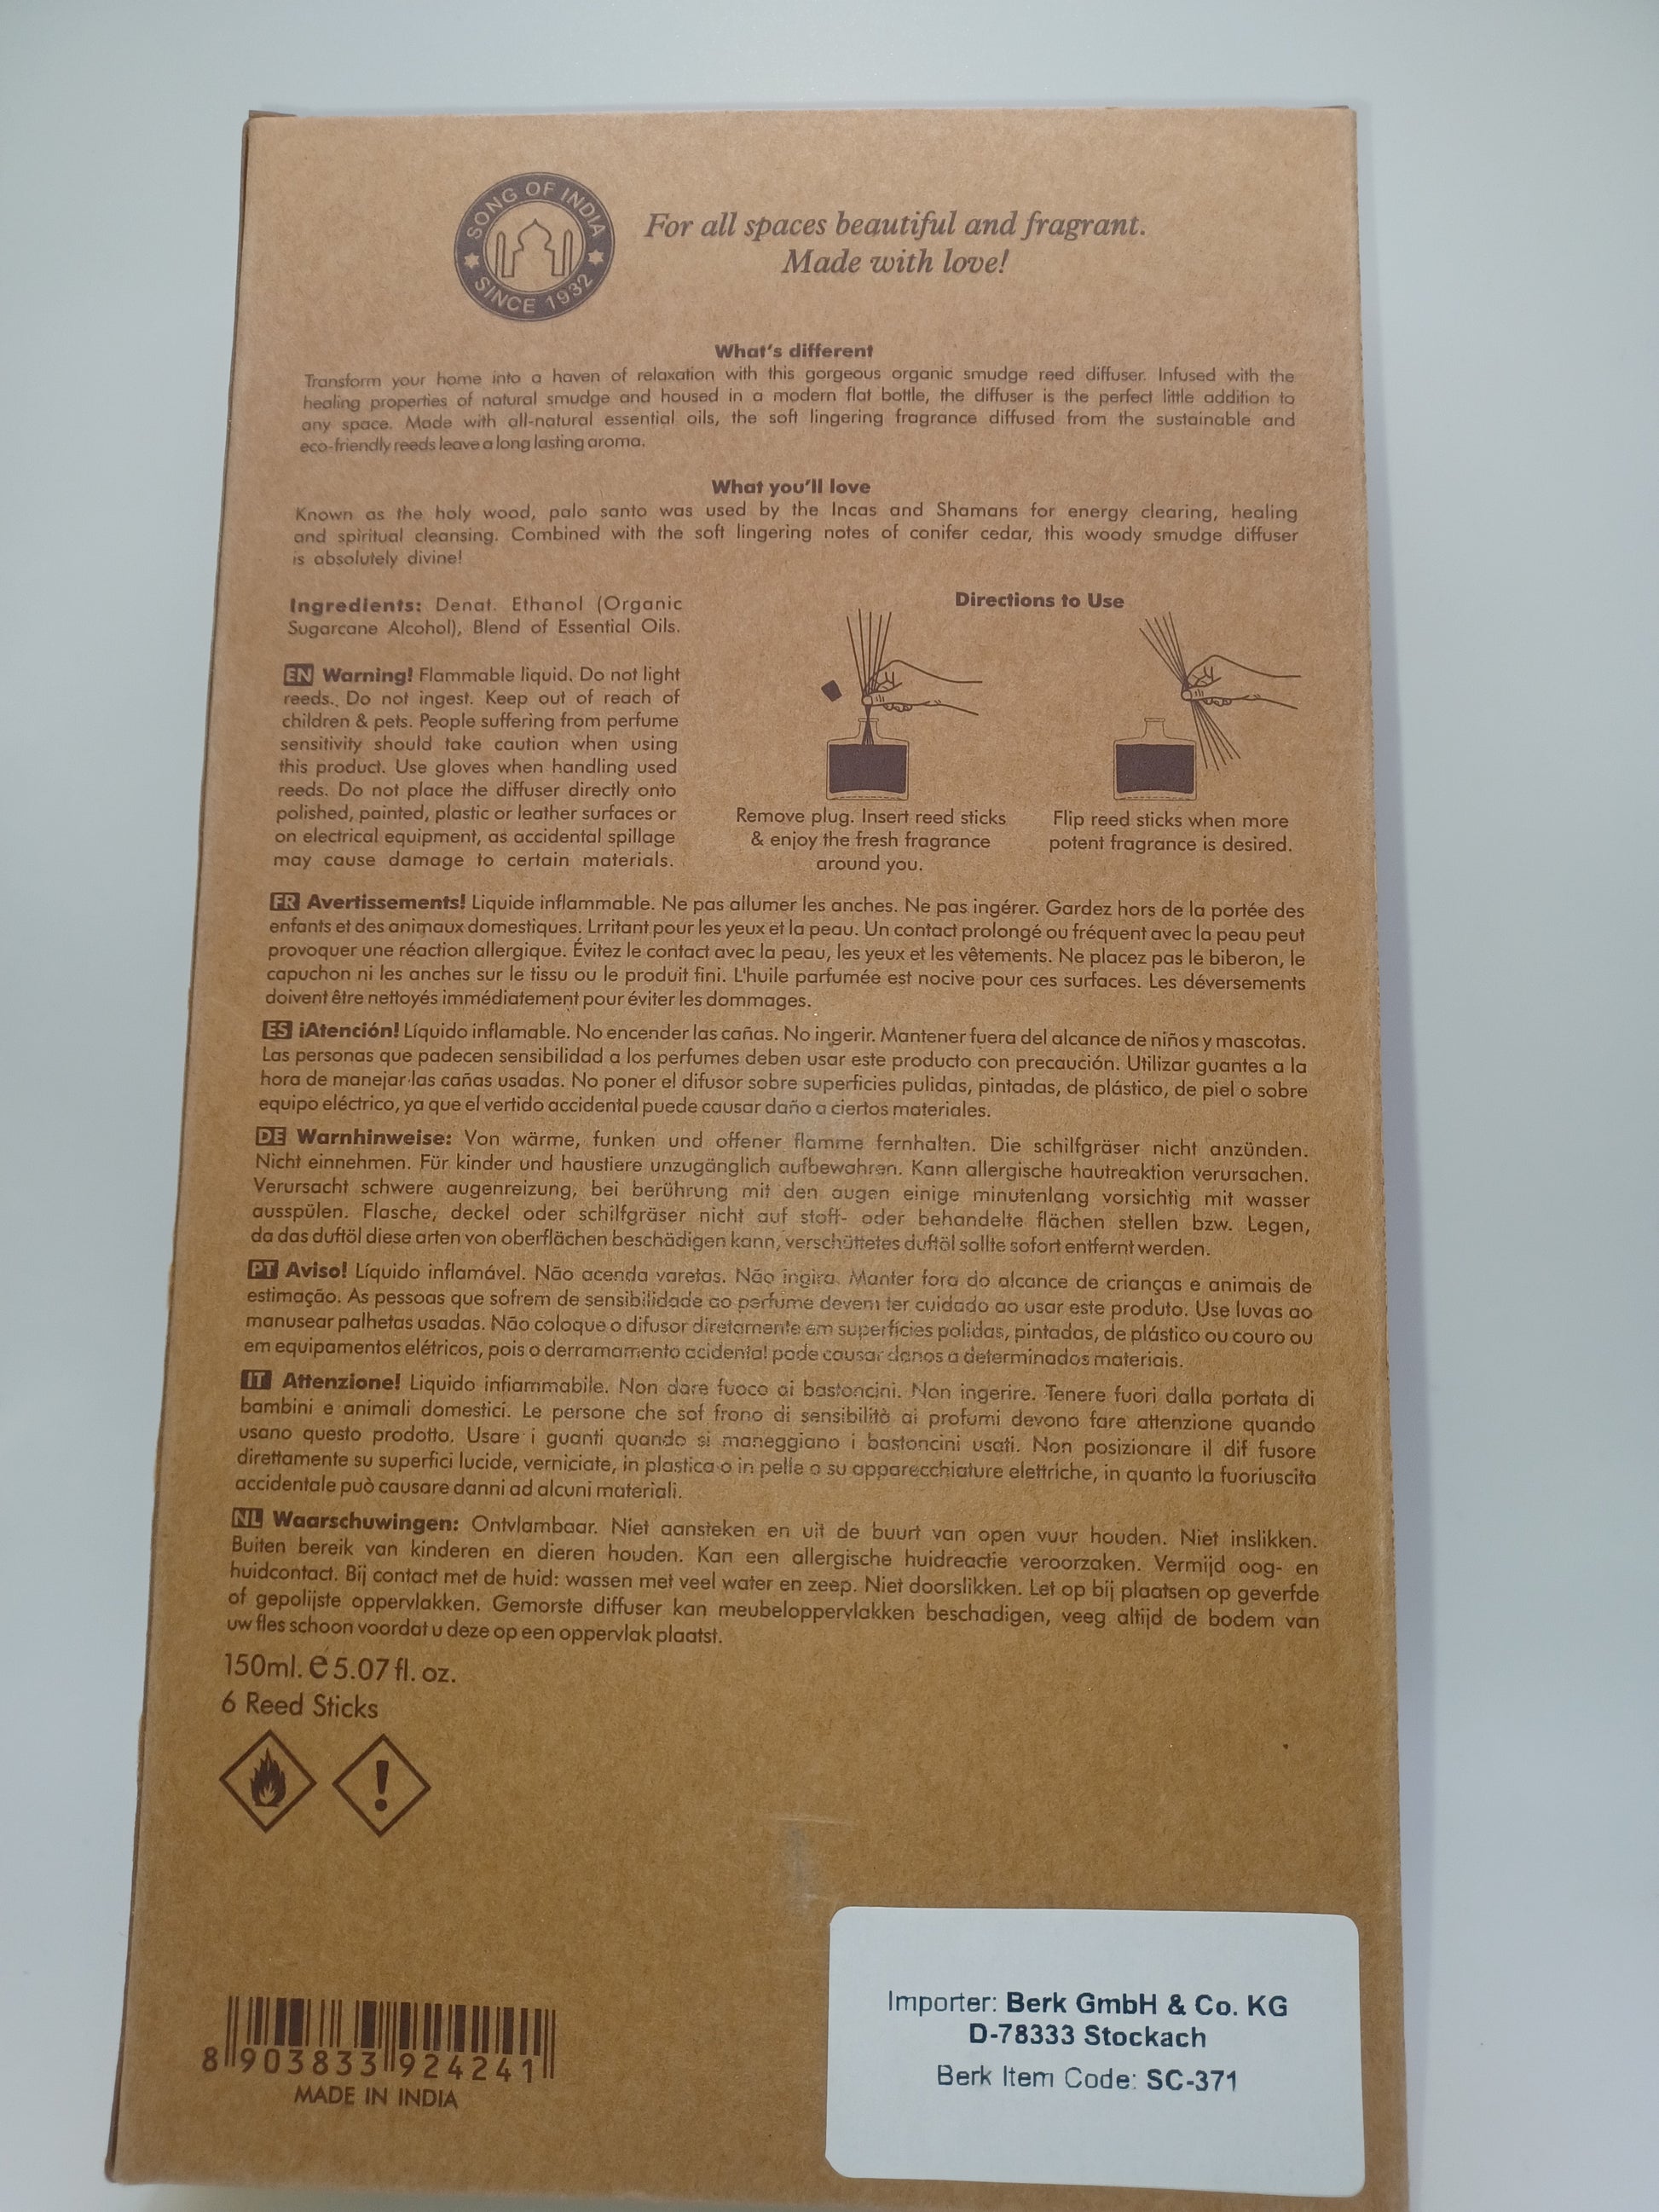 SONG OF INDIA
SINCE 1932
For all spaces beautiful and fragrant.
Made with love!
What's different
Transform your home into a haven of relaxation with this gorgeous organic smudge reed diffuser. Infused with the
healing properties of natural smudge and housed in a modern flat bottle, the diffuser is the perfect little addition to
any space. Made with all-natural essential oils, the soft lingering fragrance diffused from the sustainable and
eco-friendly reeds leave a long lasting aroma.
What you'll love
Known as the holy wood, palo santo was used by the Incas and Shamans for energy clearing, healing
and spiritual cleansing. Combined with the soft lingering notes of conifer cedar, this woody smudge diffuser
is absolutely divine!
Ingredients: Denat. Ethanol (Organic
Sugarcane Alcohol), Blend of Essential Oils.
EN Warning! Flammable liquid. Do not light
reeds.. Do not ingest. Keep out of reach of
children & pets. People suffering from perfume
sensitivity should take caution when using
this product. Use gloves when handling used
reeds. Do not place the diffuser directly onto
polished, painted, plastic or leather surfaces or
on electrical equipment, as accidental spillage
may cause damage to certain materials.
Directions to Use
Remove plug. Insert reed sticks
& enjoy the fresh fragrance
around you.
Flip reed sticks when more
potent fragrance is desired.
FR Avertissements! Liquide inflammable. Ne pas allumer les anches. Ne pas ingérer. Gardez hors de la portée des
enfants et des animaux domestiques. Lrritant pour les yeux et la peau. Un contact prolongé ou fréquent avec la peau peut
provoquer une réaction allergique. Évitez le contact avec la peau, les yeux et les vêtements. Ne placez pas le biberon, le
capuchon ni les anches sur le tissu ou le produit fini. L'huile parfumée est nocive pour ces surfaces. Les déversements
doivent être nettoyés immédiatement pour éviter les dommages.
ES ¡Atención! Líquido inflamable. No encender las cañas. No ingerir. Mantener fuera del alcance de niños y mascotas.
Las personas que padecen sensibilidad a los perfumes deben usar este producto con precaución. Utilizar guantes a la
hora de manejar las cañas usadas. No poner el difusor sobre superficies pulidas, pintadas, de plástico, de piel o sobre
equipo eléctrico, ya que el vertido accidental puede causar daño a ciertos materiales.
DE Warnhinweise: Von wärme, funken und offener flamme fernhalten. Die schilfgräser nicht anzünden.
Nicht einnehmen. Für kinder und haustiere unzugänglich aufbewahren. Kann allergische hautreaktion verursachen.
Verursacht schwere augenreizung, bei berührung mit den augen einige minutenlang vorsichtig mit wasser
ausspülen. Flasche, deckel oder schilfgräser nicht auf stoff- oder behandelte flächen stellen bzw. Legen,
da das duftöl diese arten von oberflächen beschädigen kann, verschüttetes duftöl sollte sofort entfernt werden.
PT Aviso! Líquido inflamável. Não acenda varetas. Não ingira. Manter fora do alcance de crianças e animais de
estimação. As pessoas que sofrem de sensibilidade ao perfume devem ter cuidado ao usar este produto. Use luvas ao
manusear palhetas usadas. Não coloque o difusor diretamente em superfícies polidas, pintadas, de plástico ou couro ou
em equipamentos elétricos, pois o derramamento acidental pode causar danos a determinados materiais.
IT Attenzione! Liquido infiammabile. Non dare fuoco ai bastoncini. Non ingerire. Tenere fuori dalla portata di
bambini e animali domestici. Le persone che sof frono di sensibilità ai profumi devono fare attenzione quando
usano questo prodotto. Usare i guanti quando si maneggiano i bastoncini usati. Non posizionare il dif fusore
direttamente su superfici lucide, verniciate, in plastica o in pelle o su apparecchiature elettriche, in quanto la fuoriuscita
accidentale può causare danni ad alcuni materiali.
NL Waarschuwingen: Ontvlambaar. Niet aansteken en uit de buurt van open vuur houden. Niet inslikken.
Buiten bereik van kinderen en dieren houden. Kan een allergische huidreactie veroorzaken. Vermijd oog- en
huidcontact. Bij contact met de huid: wassen met veel water en zeep. Niet doorslikken. Let op bij plaatsen op geverfde
of gepolijste oppervlakken. Gemorste diffuser kan meubeloppervlakken beschadigen, veeg altijd de bodem van
uw fles schoon voordat u deze op een oppervlak plaatst.
150ml. e 5.07 fl. oz.
6 Reed Sticks
8 903833 924241
MADE IN INDIA
Importer: Berk GmbH & Co. KG
D-78333 Stockach
Berk Item Code: SC-371